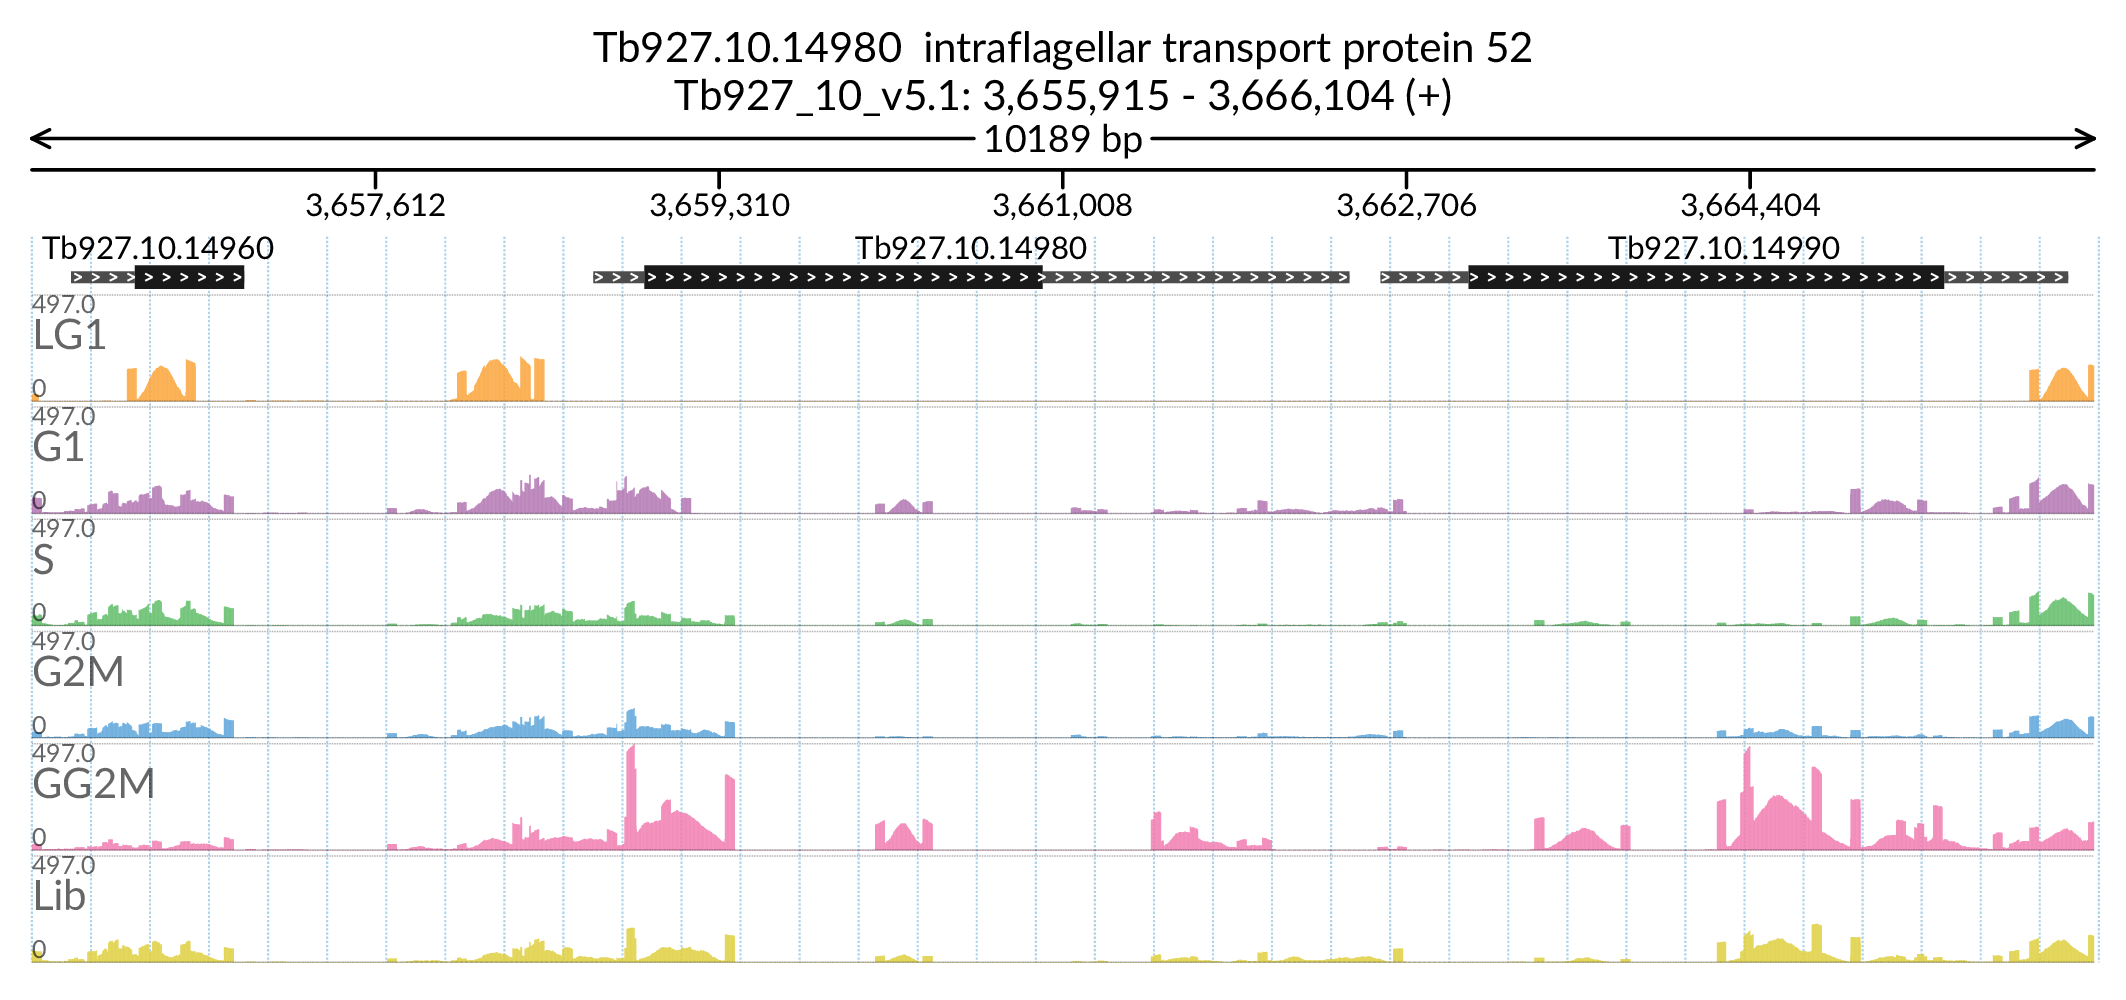 Tb927.10.14980  intraflagellar transport protein 52
Tb927_10_v5.1: 3,655,915 - 3,666,104 (+)
10189 bp
3,657,612 3,659,310 3,661,008 3,662,706 3,664,404
Tb927.10.14960 Tb927.10.14980 Tb927.10.14990
497.0
LG1
0
497.0
G1
0
497.0
S
0
497.0
G2M
0
497.0
GG2M
0
497.0
Lib
0